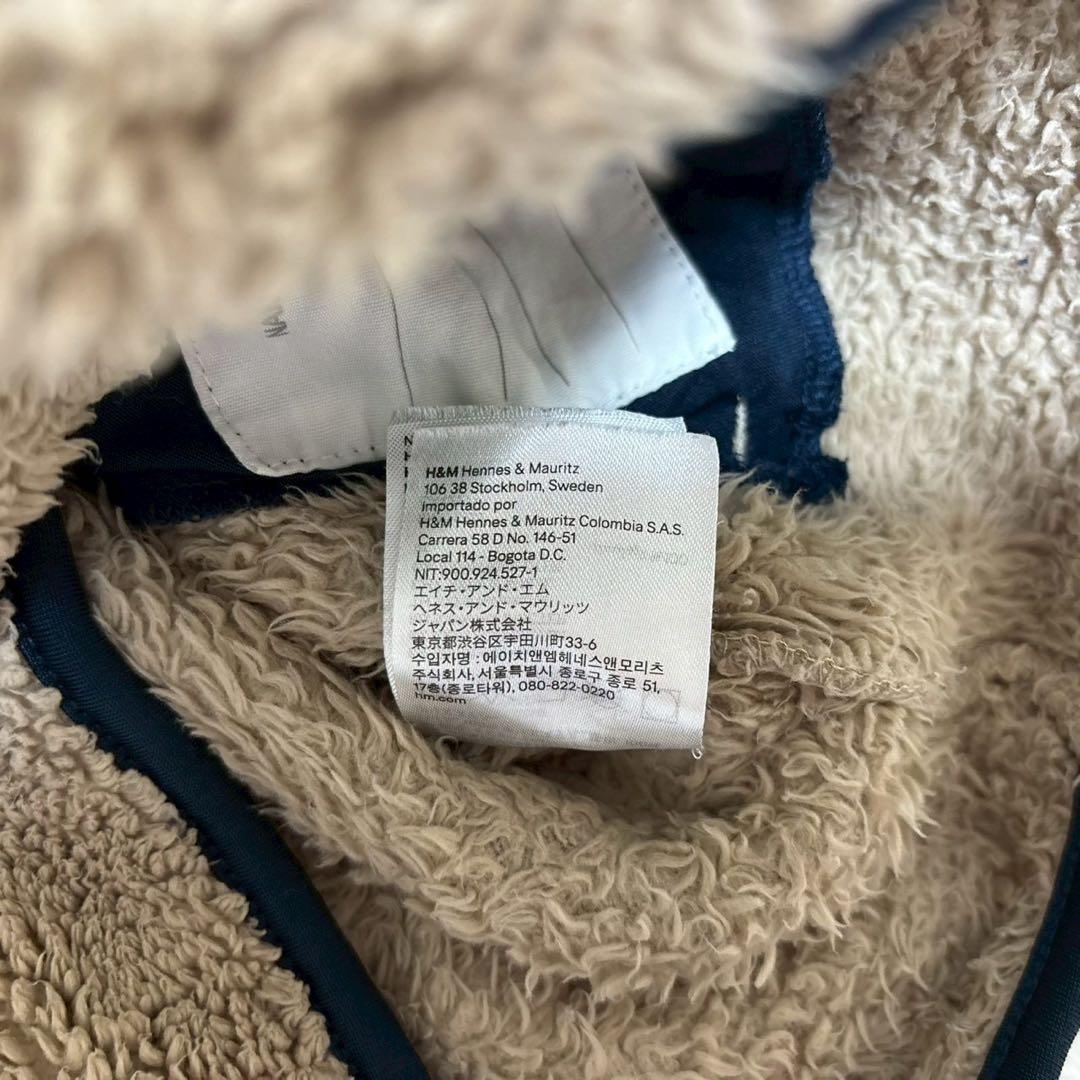 H&M Hennes & Mauritz
106 38 Stockholm, Sweden
Importado por
H&M Hennes & Mauritz Colombia S.A.S.
Carrera 58 D No. 146-51
Local 114 - Bogota D.C.
NIT:900.924.527-1
エイチ・アンド・エム
ヘネス・アンド・マウリッツ
ジャパン株式会社
東京都渋谷区宇田川町33-6
수입자명 : 에이치앤엠헤네스앤모리츠
주식회사, 서울특별시 종로구 종로 51,
17층(종로타워), 080-822-0220
hm.com